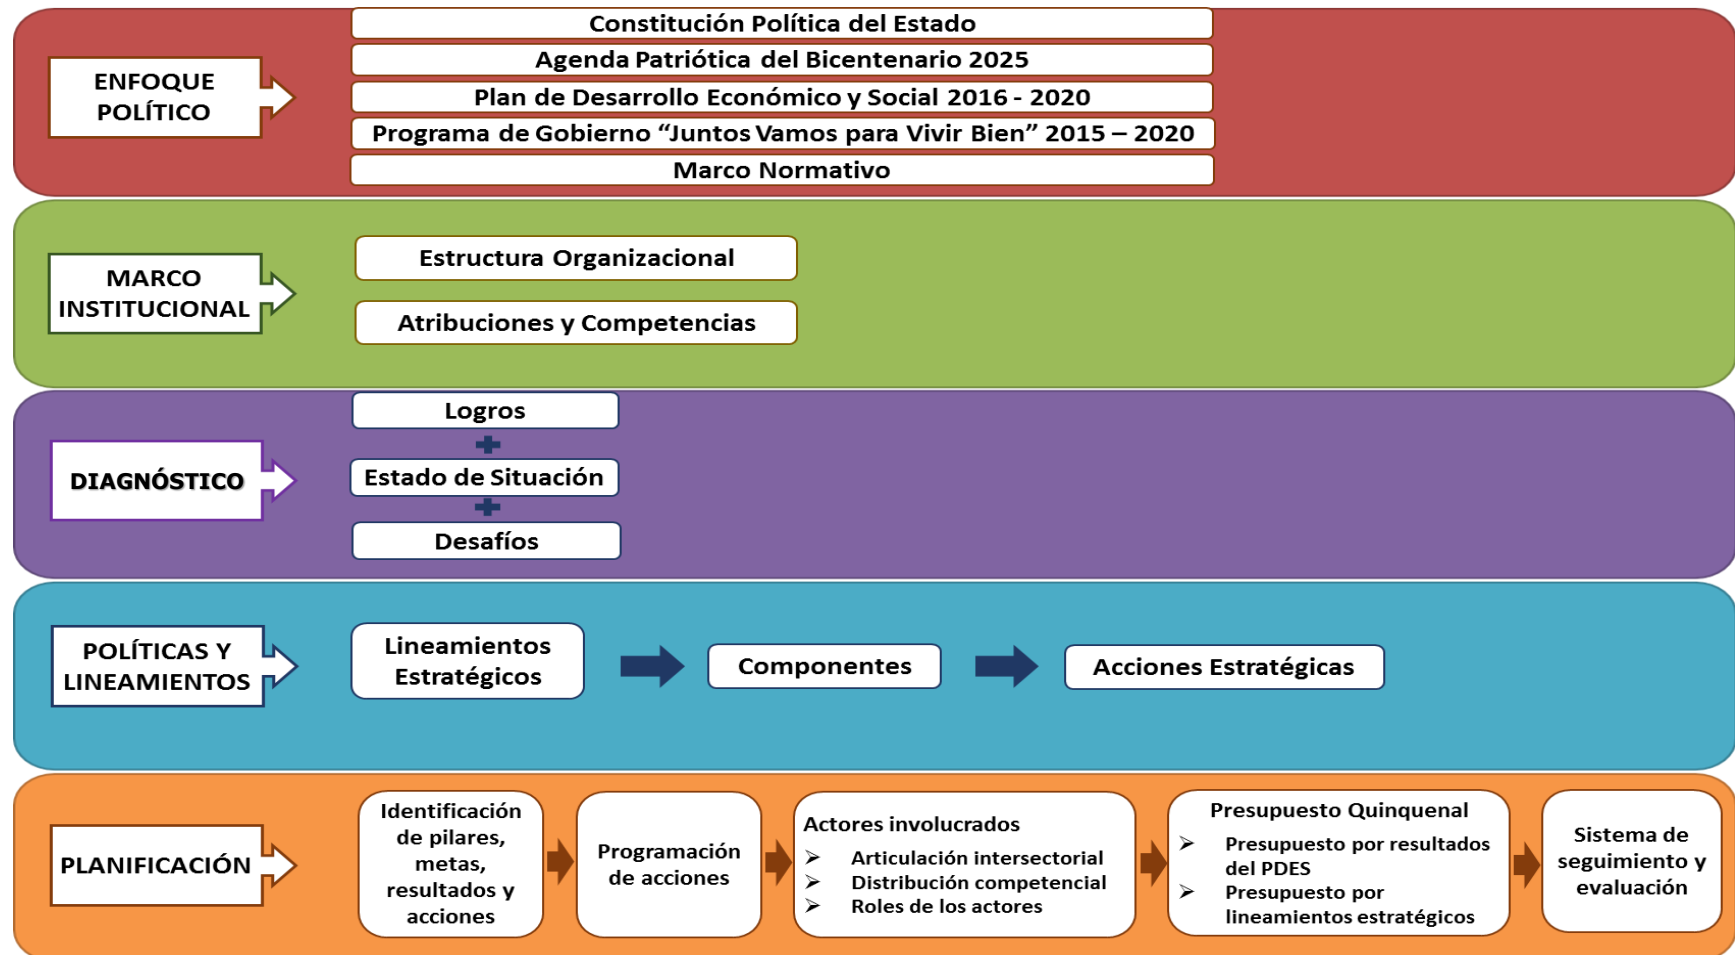 ENFOQUE
POLÍTICO
Constitución Política del Estado
Agenda Patriótica del Bicentenario 2025
Plan de Desarrollo Económico y Social 2016 - 2020
Programa de Gobierno “Juntos Vamos para Vivir Bien” 2015 – 2020
Marco Normativo
MARCO
INSTITUCIONAL
Estructura Organizacional
Atribuciones y Competencias
DIAGNÓSTICO
Logros
Estado de Situación
Desafíos
POLÍTICAS Y
LINEAMIENTOS
Lineamientos
Estratégicos
Componentes
Acciones Estratégicas
PLANIFICACIÓN
Identificación
de pilares,
metas,
resultados y
acciones
Programación
de acciones
Actores involucrados
➢ Articulación intersectorial
➢ Distribución competencial
➢ Roles de los actores
Presupuesto Quinquenal
➢ Presupuesto por resultados
del PDES
➢ Presupuesto por
lineamientos estratégicos
Sistema de
seguimiento y
evaluación